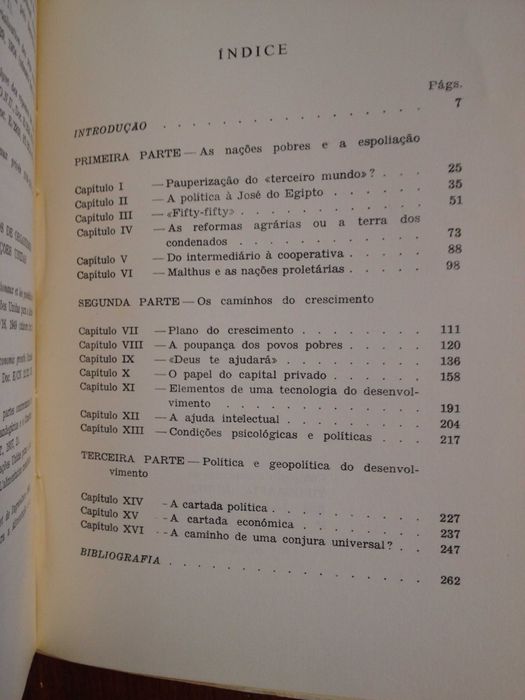 ÍNDICE
Págs.
INTRODUÇÃO . . . . . . . . . . . . . 7
PRIMEIRA PARTE — As nações pobres e a espoliação
Capítulo I — Pauperização do «terceiro mundo»? . . . 25
Capítulo II — A política à José do Egipto . . . . . . 35
Capítulo III — «Fifty-fifty» . . . . . . . . . . . 51
Capítulo IV — As reformas agrárias ou a terra dos
condenados . . . . . . . . . . . 73
Capítulo V — Do intermediário à cooperativa . . . . . 88
Capítulo VI — Malthus e as nações proletárias . . . . . 98
SEGUNDA PARTE — Os caminhos do crescimento
Capítulo VII — Plano do crescimento . . . . . . . . 111
Capítulo VIII — A poupança dos povos pobres . . . . . 120
Capítulo IX — «Deus te ajudará» . . . . . . . . . 136
Capítulo X — O papel do capital privado . . . . . . 158
Capítulo XI — Elementos de uma tecnologia do desenvol-
vimento . . . . . . . . . . . . 191
Capítulo XII — A ajuda intelectual . . . . . . . . 204
Capítulo XIII — Condições psicológicas e políticas . . . . 217
TERCEIRA PARTE — Política e geopolítica do desenvol-
vimento
Capítulo XIV - A cartada política . . . . . . . . . 227
Capítulo XV - A cartada económica . . . . . . . . 237
Capítulo XVI - A caminho de uma conjura universal? . . 247
BIBLIOGRAFIA . . . . . . . . . . . . . 262